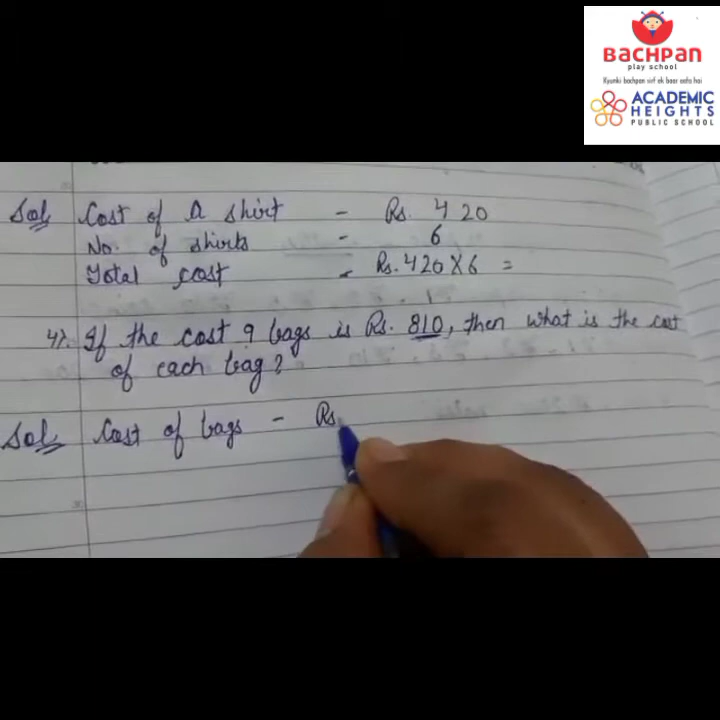 BACHPAN
play school
Kyunki bachpan sirf ek baar aata hai
ACADEMIC
HEIGHTS
PUBLIC SCHOOL
Sol Cost of a shirt - Rs. 420
No. of shirts - 6
Total cost - Rs. 420 X 6 =
4). If the cost 9 bags is Rs. 810, then what is the cost
of each bag?
Sol. Cost of bags - Rs.